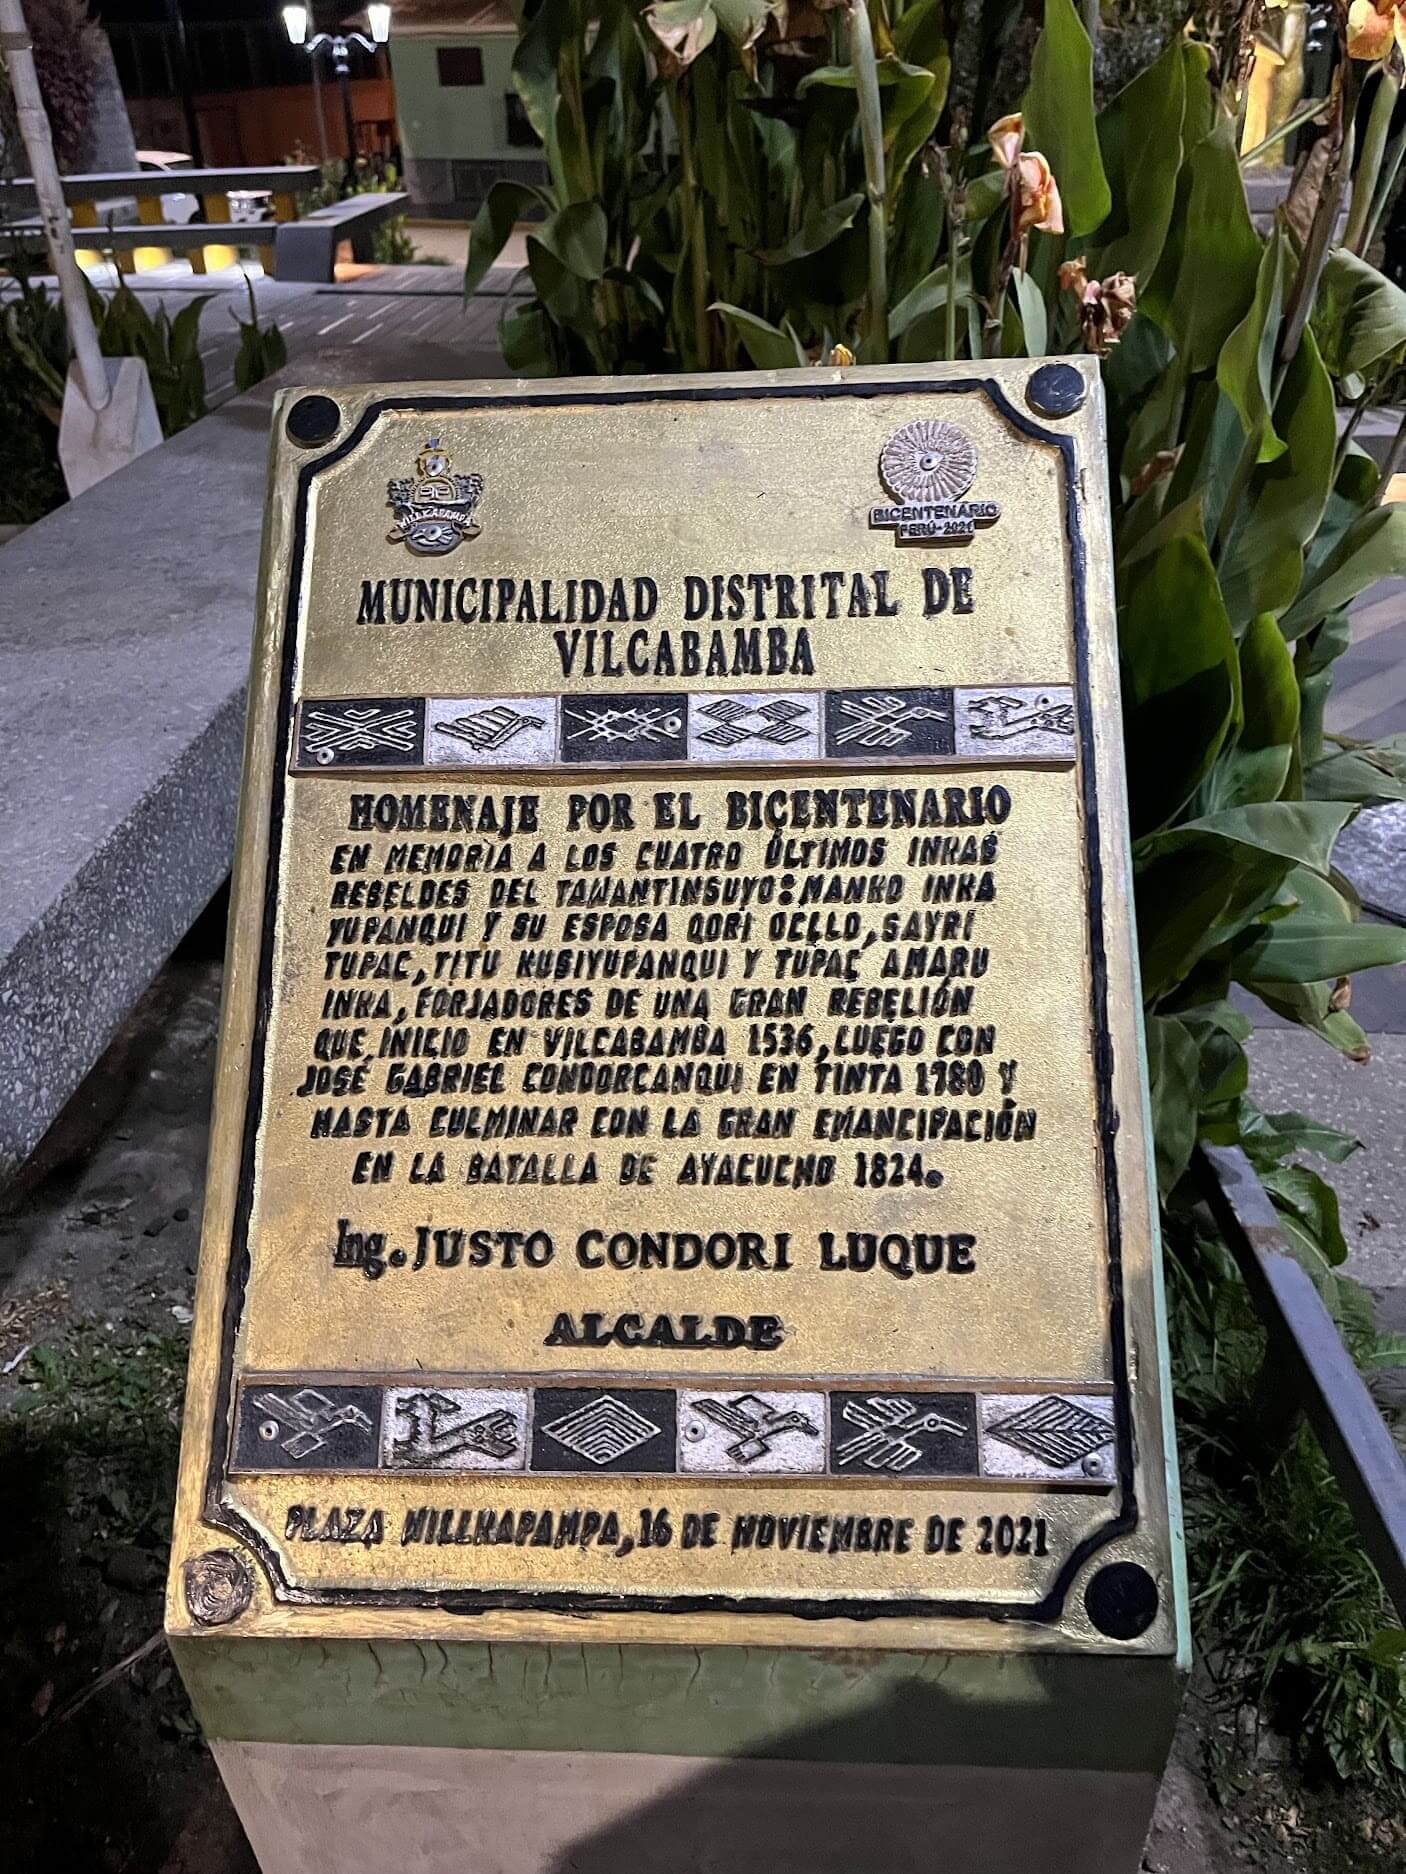 WILLKAPAMPA
BICENTENARIO
PERÚ-2021
MUNICIPALIDAD DISTRITAL DE
VILCABAMBA
HOMENAJE POR EL BICENTENARIO
EN MEMORIA A LOS CUATRO ÚLTIMOS INKAS
REBELDES DEL TAWANTINSUYO: MANKO INKA
YUPANQUI Y SU ESPOSA QORI OCLLO, SAYRI
TUPAC, TITU KUSIYUPANQUI Y TUPAC AMARU
INKA, FORJADORES DE UNA GRAN REBELIÓN
QUE INICIO EN VILCABAMBA 1536, LUEGO CON
JOSÉ GABRIEL CONDORCANQUI EN TINTA 1780 Y
HASTA CULMINAR CON LA GRAN EMANCIPACIÓN
EN LA BATALLA DE AYACUCHO 1824.
Ing. JUSTO CONDORI LUQUE
ALCALDE
PLAZA WILLKAPAMPA, 16 DE NOVIEMBRE DE 2021